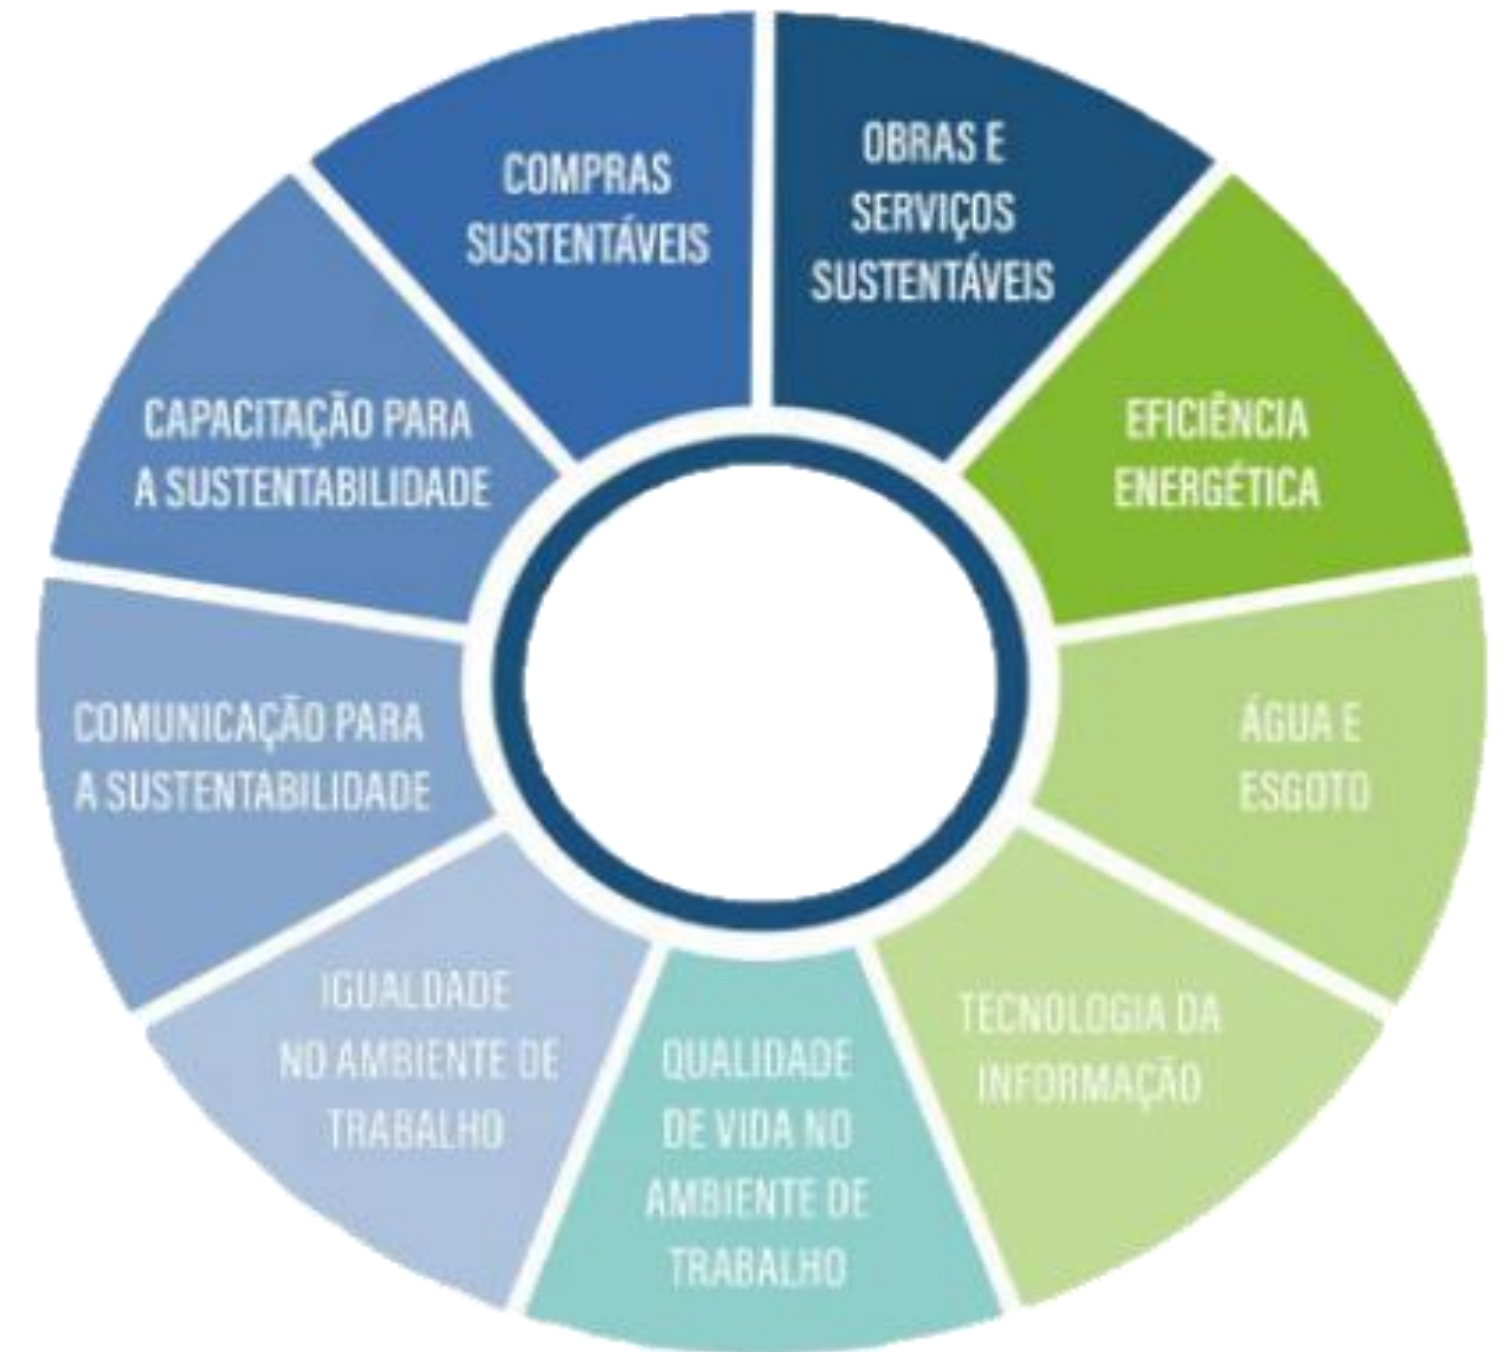 OBRAS E
SERVIÇOS
SUSTENTÁVEIS
EFICIÊNCIA
ENERGÉTICA
ÁGUA E
ESGOTO
TECNOLOGIA DA
INFORMAÇÃO
QUALIDADE
DE VIDA NO
AMBIENTE DE
TRABALHO
IGUALDADE
NO AMBIENTE DE
TRABALHO
COMUNICAÇÃO PARA
A SUSTENTABILIDADE
CAPACITAÇÃO PARA
A SUSTENTABILIDADE
COMPRAS
SUSTENTÁVEIS